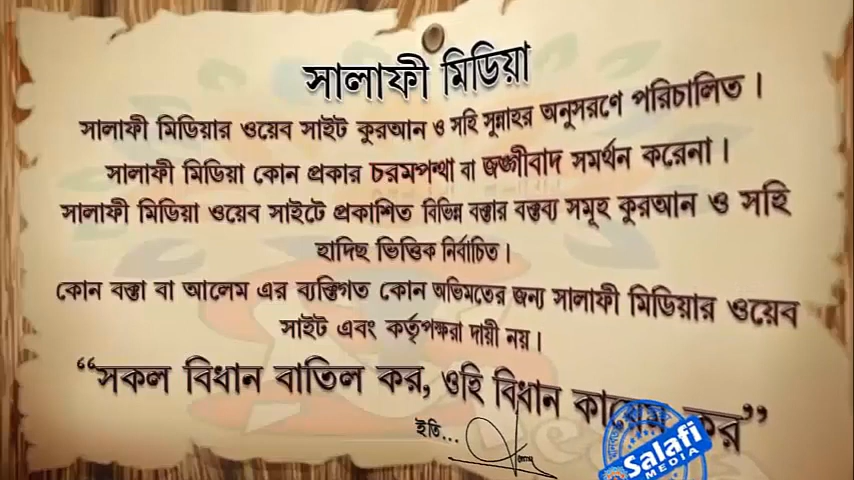 সালাফী মিডিয়া
সালাফী মিডিয়ার ওয়েব সাইট কুরআন ও সহি সুন্নাহর অনুসরণে পরিচালিত ।
সালাফী মিডিয়া কোন প্রকার চরমপন্থা বা জঙ্গীবাদ সমর্থন করেনা ।
সালাফী মিডিয়া ওয়েব সাইটে প্রকাশিত বিভিন্ন বক্তার বক্তব্য সমূহ কুরআন ও সহি
হাদিছ ভিত্তিক নির্বাচিত ।
কোন বক্তা বা আলেম এর ব্যক্তিগত কোন অভিমতের জন্য সালাফী মিডিয়ার ওয়েব
সাইট এবং কর্তৃপক্ষরা দায়ী নয় ।
“সকল বিধান বাতিল কর, ওহি বিধান কায়েম কর”
ইতি...
Salafi
MEDIA